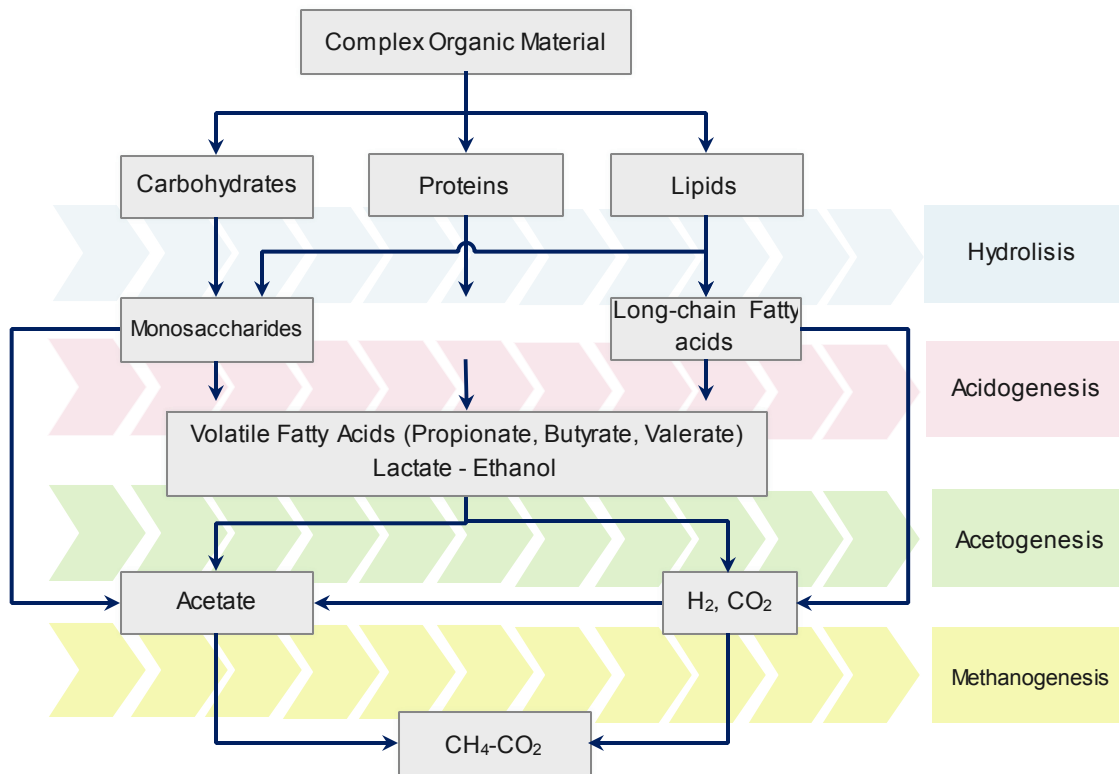 Complex Organic Material
Carbohydrates
Proteins
Lipids
Hydrolisis
Monosaccharides
Long-chain Fatty
acids
Acidogenesis
Volatile Fatty Acids (Propionate, Butyrate, Valerate)
Lactate - Ethanol
Acetogenesis
Acetate
H₂, CO₂
Methanogenesis
CH₄-CO₂